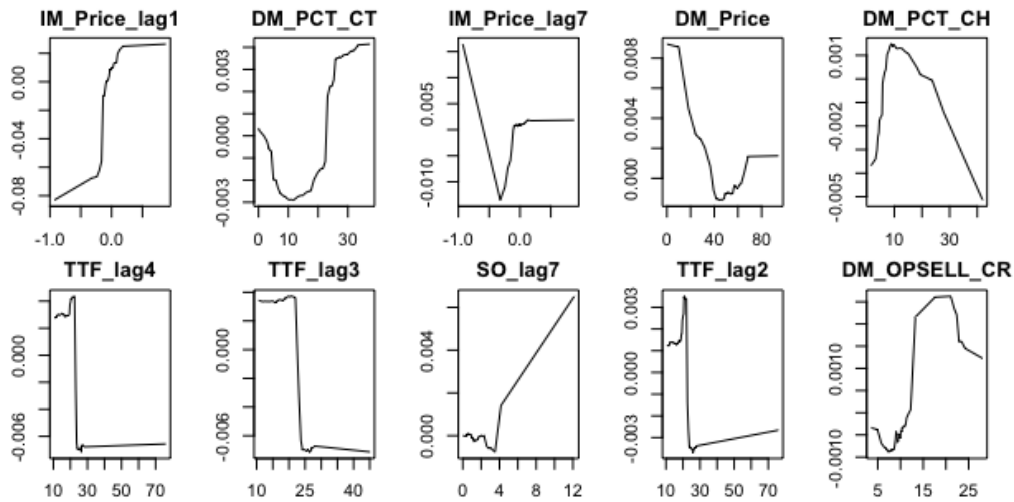 IM_Price_lag1 DM_PCT_CT IM_Price_lag7 DM_Price DM_PCT_CH
0.00 -0.04 -0.08
-1.0 0.0
0.003 0.000 -0.003
0 10 30
0.005 -0.010
-1.0 0.0
0.008 0.004 0.000
0 40 80
0.001 -0.002 -0.005
10 30
TTF_lag4 TTF_lag3 SO_lag7 TTF_lag2 DM_OPSELL_CR
0.000 -0.006
10 30 50 70
0.000 -0.006
10 20 30 40
0.004 0.000
0 4 8 12
0.003 0.000 -0.003
10 30 50 70
0.0010 -0.0010
5 15 25